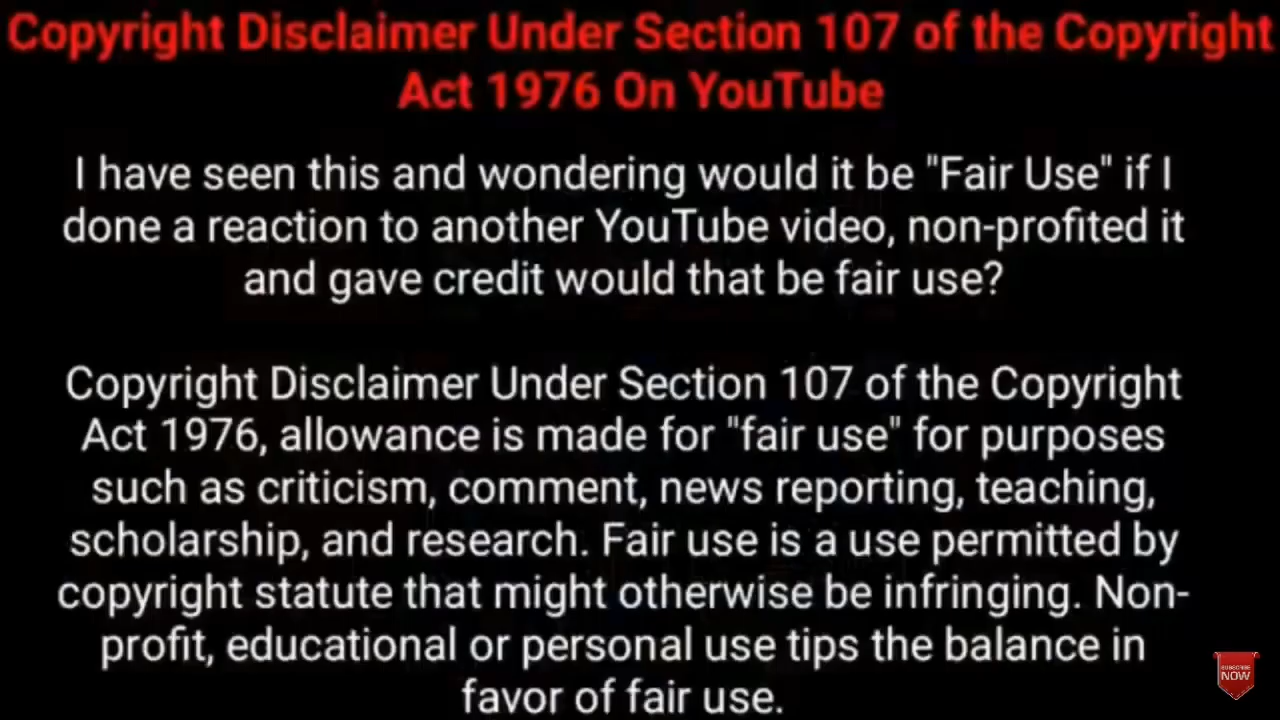 Copyright Disclaimer Under Section 107 of the Copyright
Act 1976 On YouTube
I have seen this and wondering would it be "Fair Use" if I
done a reaction to another YouTube video, non-profited it
and gave credit would that be fair use?
Copyright Disclaimer Under Section 107 of the Copyright
Act 1976, allowance is made for "fair use" for purposes
such as criticism, comment, news reporting, teaching,
scholarship, and research. Fair use is a use permitted by
copyright statute that might otherwise be infringing. Non-
profit, educational or personal use tips the balance in
favor of fair use.
SUBSCRIBE
NOW